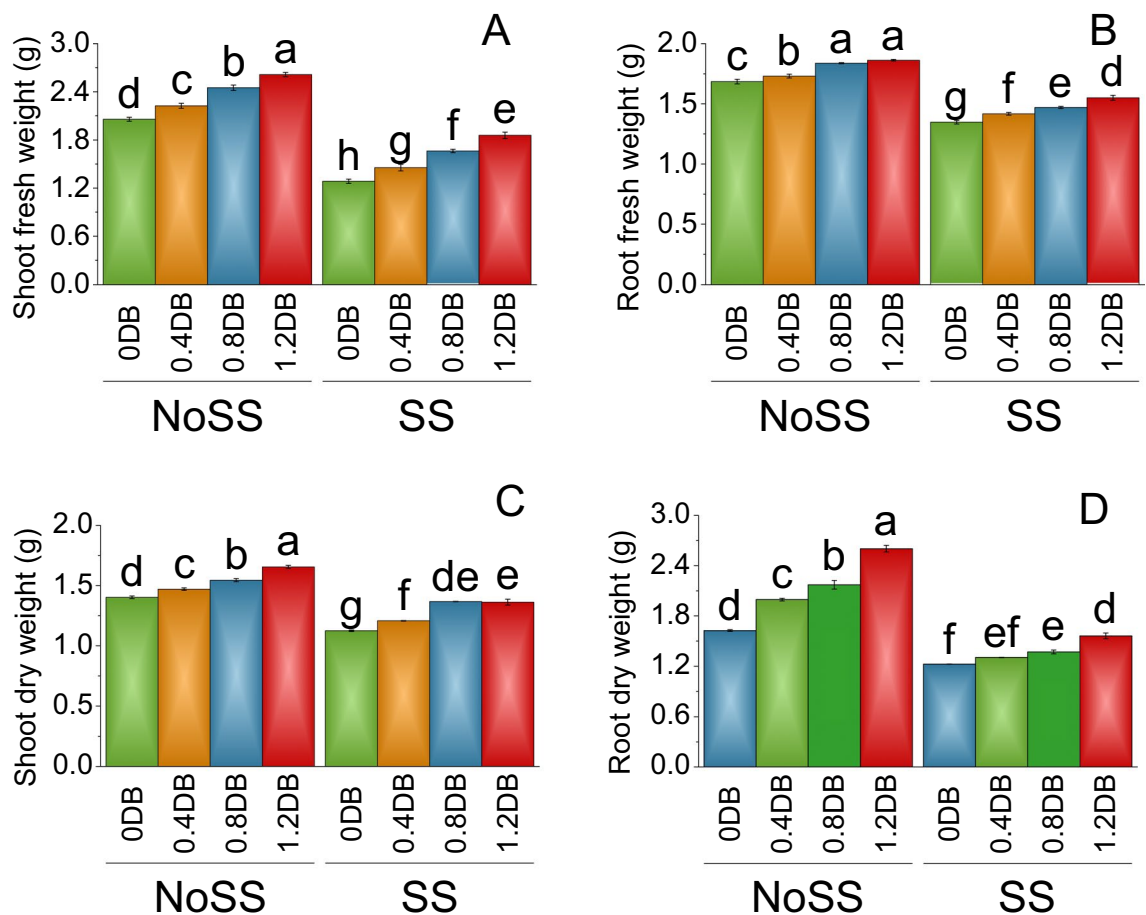 A
Shoot fresh weight (g)
3.0
2.4
1.8
1.2
0.6
0.0
d c b a h g f e
0DB 0.4DB 0.8DB 1.2DB 0DB 0.4DB 0.8DB 1.2DB
NoSS SS
B
Root fresh weight (g)
2.0
1.5
1.0
0.5
0.0
c b a a g f e d
0DB 0.4DB 0.8DB 1.2DB 0DB 0.4DB 0.8DB 1.2DB
NoSS SS
C
Shoot dry weight (g)
2.0
1.5
1.0
0.5
0.0
d c b a g f de e
0DB 0.4DB 0.8DB 1.2DB 0DB 0.4DB 0.8DB 1.2DB
NoSS SS
D
Root dry weight (g)
3.0
2.4
1.8
1.2
0.6
0.0
d c b a f ef e d
0DB 0.4DB 0.8DB 1.2DB 0DB 0.4DB 0.8DB 1.2DB
NoSS SS